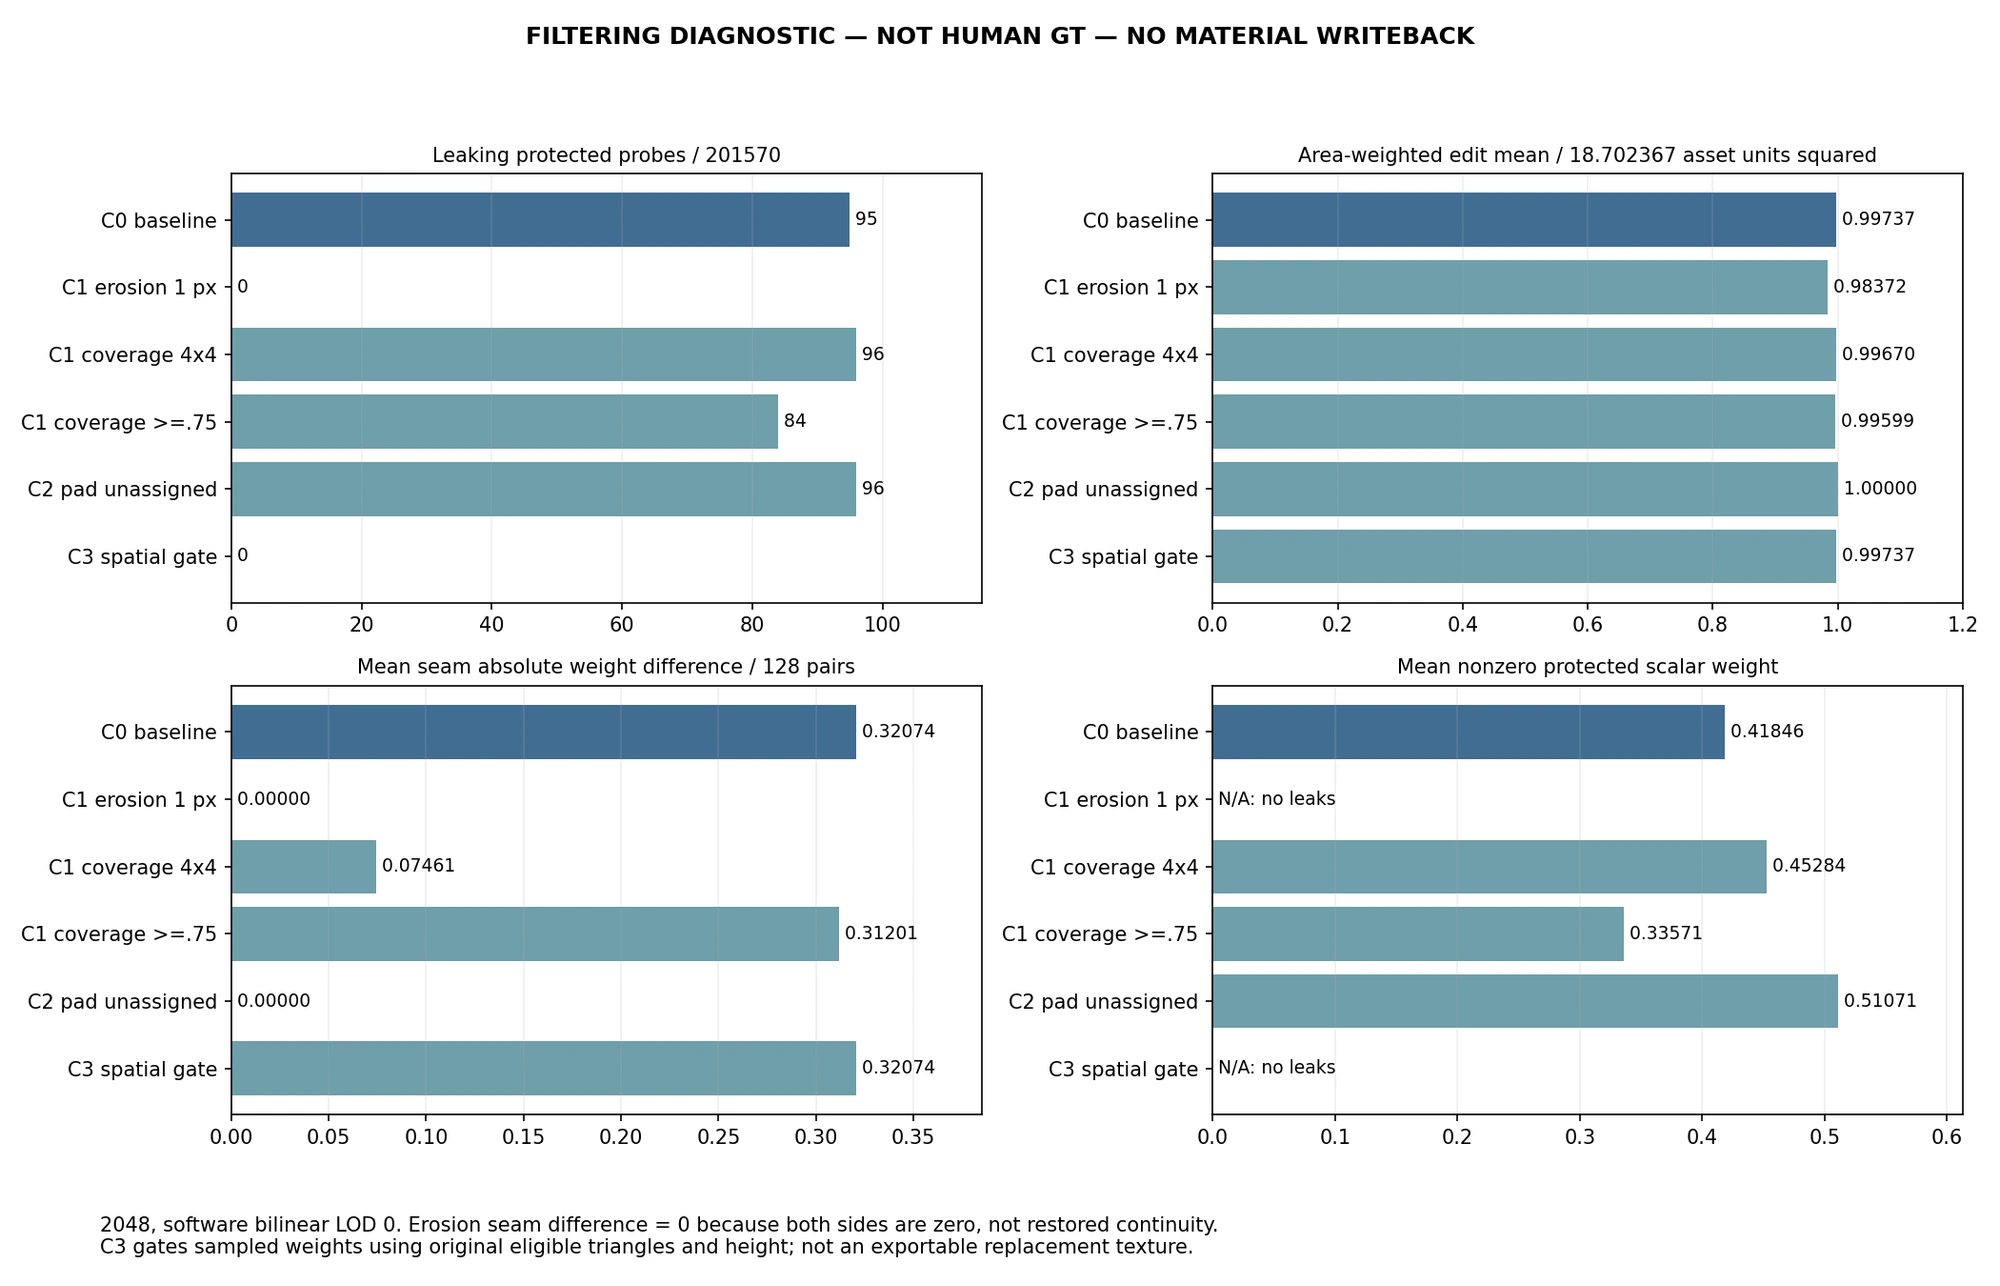 FILTERING DIAGNOSTIC — NOT HUMAN GT — NO MATERIAL WRITEBACK
Leaking protected probes / 201570
C0 baseline
95
C1 erosion 1 px
0
C1 coverage 4x4
96
C1 coverage >=.75
84
C2 pad unassigned
96
C3 spatial gate
0
0 20 40 60 80 100
Area-weighted edit mean / 18.702367 asset units squared
C0 baseline
0.99737
C1 erosion 1 px
0.98372
C1 coverage 4x4
0.99670
C1 coverage >=.75
0.99599
C2 pad unassigned
1.00000
C3 spatial gate
0.99737
0.0 0.2 0.4 0.6 0.8 1.0 1.2
Mean seam absolute weight difference / 128 pairs
C0 baseline
0.32074
C1 erosion 1 px
0.00000
C1 coverage 4x4
0.07461
C1 coverage >=.75
0.31201
C2 pad unassigned
0.00000
C3 spatial gate
0.32074
0.00 0.05 0.10 0.15 0.20 0.25 0.30 0.35
Mean nonzero protected scalar weight
C0 baseline
0.41846
C1 erosion 1 px
N/A: no leaks
C1 coverage 4x4
0.45284
C1 coverage >=.75
0.33571
C2 pad unassigned
0.51071
C3 spatial gate
N/A: no leaks
0.0 0.1 0.2 0.3 0.4 0.5 0.6
2048, software bilinear LOD 0. Erosion seam difference = 0 because both sides are zero, not restored continuity.
C3 gates sampled weights using original eligible triangles and height; not an exportable replacement texture.